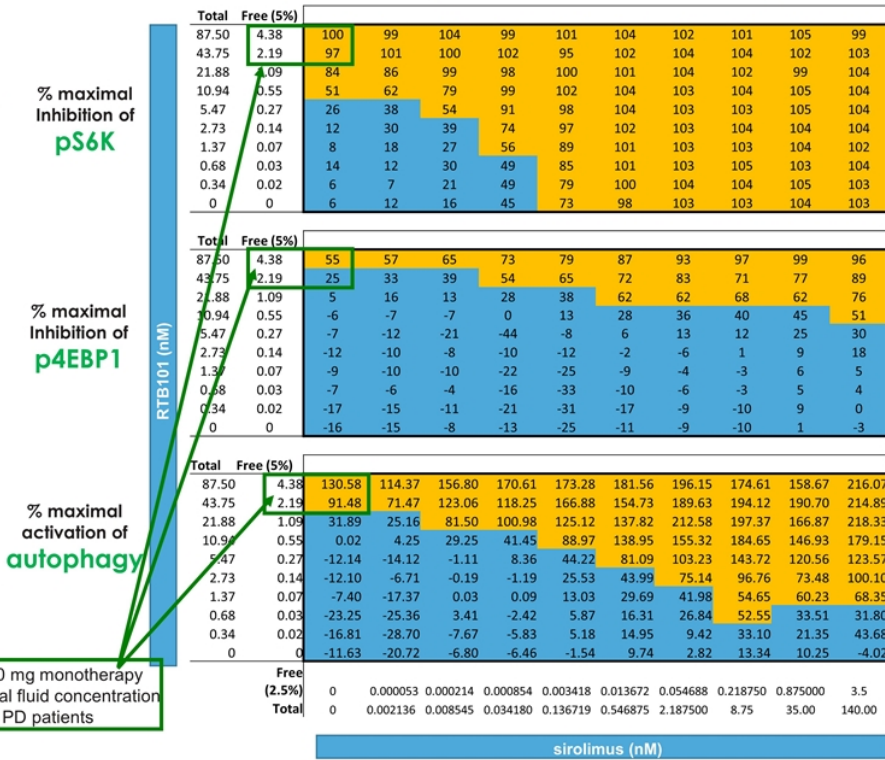 Total Free (5%)
87.50 4.38 100 99 104 99 101 104 102 101 105 99
43.75 2.19 97 101 100 102 95 102 104 104 102 103
21.88 1.09 84 86 99 98 100 101 104 102 99 104
10.94 0.55 51 62 79 99 102 104 103 104 105 104
5.47 0.27 26 38 54 91 98 104 103 104 105 104
2.73 0.14 12 30 39 74 97 102 103 104 104 104
1.37 0.07 8 18 27 56 89 101 103 103 104 102
0.68 0.03 14 12 30 49 85 101 103 103 105 103
0.34 0.02 6 7 21 49 79 100 104 104 105 103
0 0 6 12 16 45 73 98 103 103 104 103
% maximal
Inhibition of
pS6K
Total Free (5%)
87.50 4.38 55 57 65 73 79 87 93 97 99 96
43.75 2.19 25 33 39 54 65 72 83 71 77 89
21.88 1.09 5 16 13 28 38 62 62 68 62 76
10.94 0.55 -6 -7 -7 0 13 28 36 40 45 51
5.47 0.27 -7 -12 -21 -44 -8 6 13 12 25 30
2.73 0.14 -12 -10 -8 -10 -12 -2 -6 1 9 18
1.37 0.07 -9 -10 -10 -22 -25 -9 -4 -3 6 5
0.68 0.03 -7 -6 -4 -16 -33 -10 -6 -3 5 4
0.34 0.02 -17 -15 -11 -21 -31 -17 -9 -10 9 0
0 0 -16 -15 -8 -13 -25 -11 -9 -10 1 -3
% maximal
Inhibition of
p4EBP1
RTB101 (nM)
Total Free (5%)
87.50 4.38 130.58 114.37 156.80 170.61 173.28 181.56 196.15 174.61 158.67 216.07
43.75 2.19 91.48 71.47 123.06 118.25 166.88 154.73 189.63 194.12 190.70 214.89
21.88 1.09 31.89 25.16 81.50 100.98 125.12 137.82 212.58 197.37 166.87 218.33
10.94 0.55 0.02 4.25 29.25 41.45 88.97 138.95 155.32 184.65 146.93 179.15
5.47 0.27 -12.14 -14.12 -1.11 8.36 44.22 81.09 103.23 143.72 120.56 123.57
2.73 0.14 -12.10 -6.71 -0.19 -1.19 25.53 43.99 75.14 96.76 73.48 100.10
1.37 0.07 -7.40 -17.37 0.03 0.09 13.03 29.69 41.98 54.65 60.23 68.35
0.68 0.03 -23.25 -25.36 3.41 -2.42 5.87 16.31 26.84 52.55 33.51 31.80
0.34 0.02 -16.81 -28.70 -7.67 -5.83 5.18 14.95 9.42 33.10 21.35 43.68
0 0 -11.63 -20.72 -6.80 -6.46 -1.54 9.74 2.82 13.34 10.25 -4.02
% maximal
activation of
autophagy
Free
(2.5%) 0 0.000053 0.000214 0.000854 0.003418 0.013672 0.054688 0.218750 0.875000 3.5
Total 0 0.002136 0.008545 0.034180 0.136719 0.546875 2.187500 8.75 35.00 140.00
0 mg monotherapy
al fluid concentration
PD patients
sirolimus (nM)